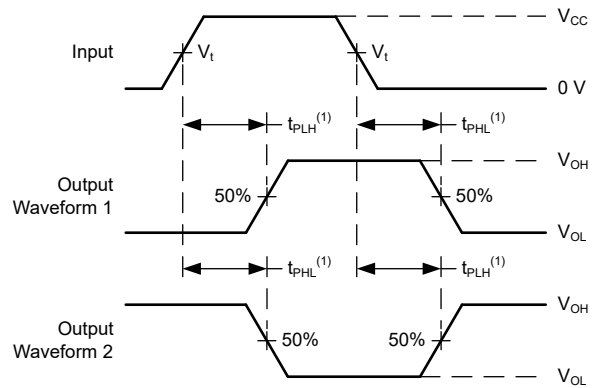 V_CC
Input
V_t
V_t
0 V
t_PLH^(1)
t_PHL^(1)
V_OH
Output
Waveform 1
50%
50%
V_OL
t_PHL^(1)
t_PLH^(1)
V_OH
Output
Waveform 2
50%
50%
V_OL